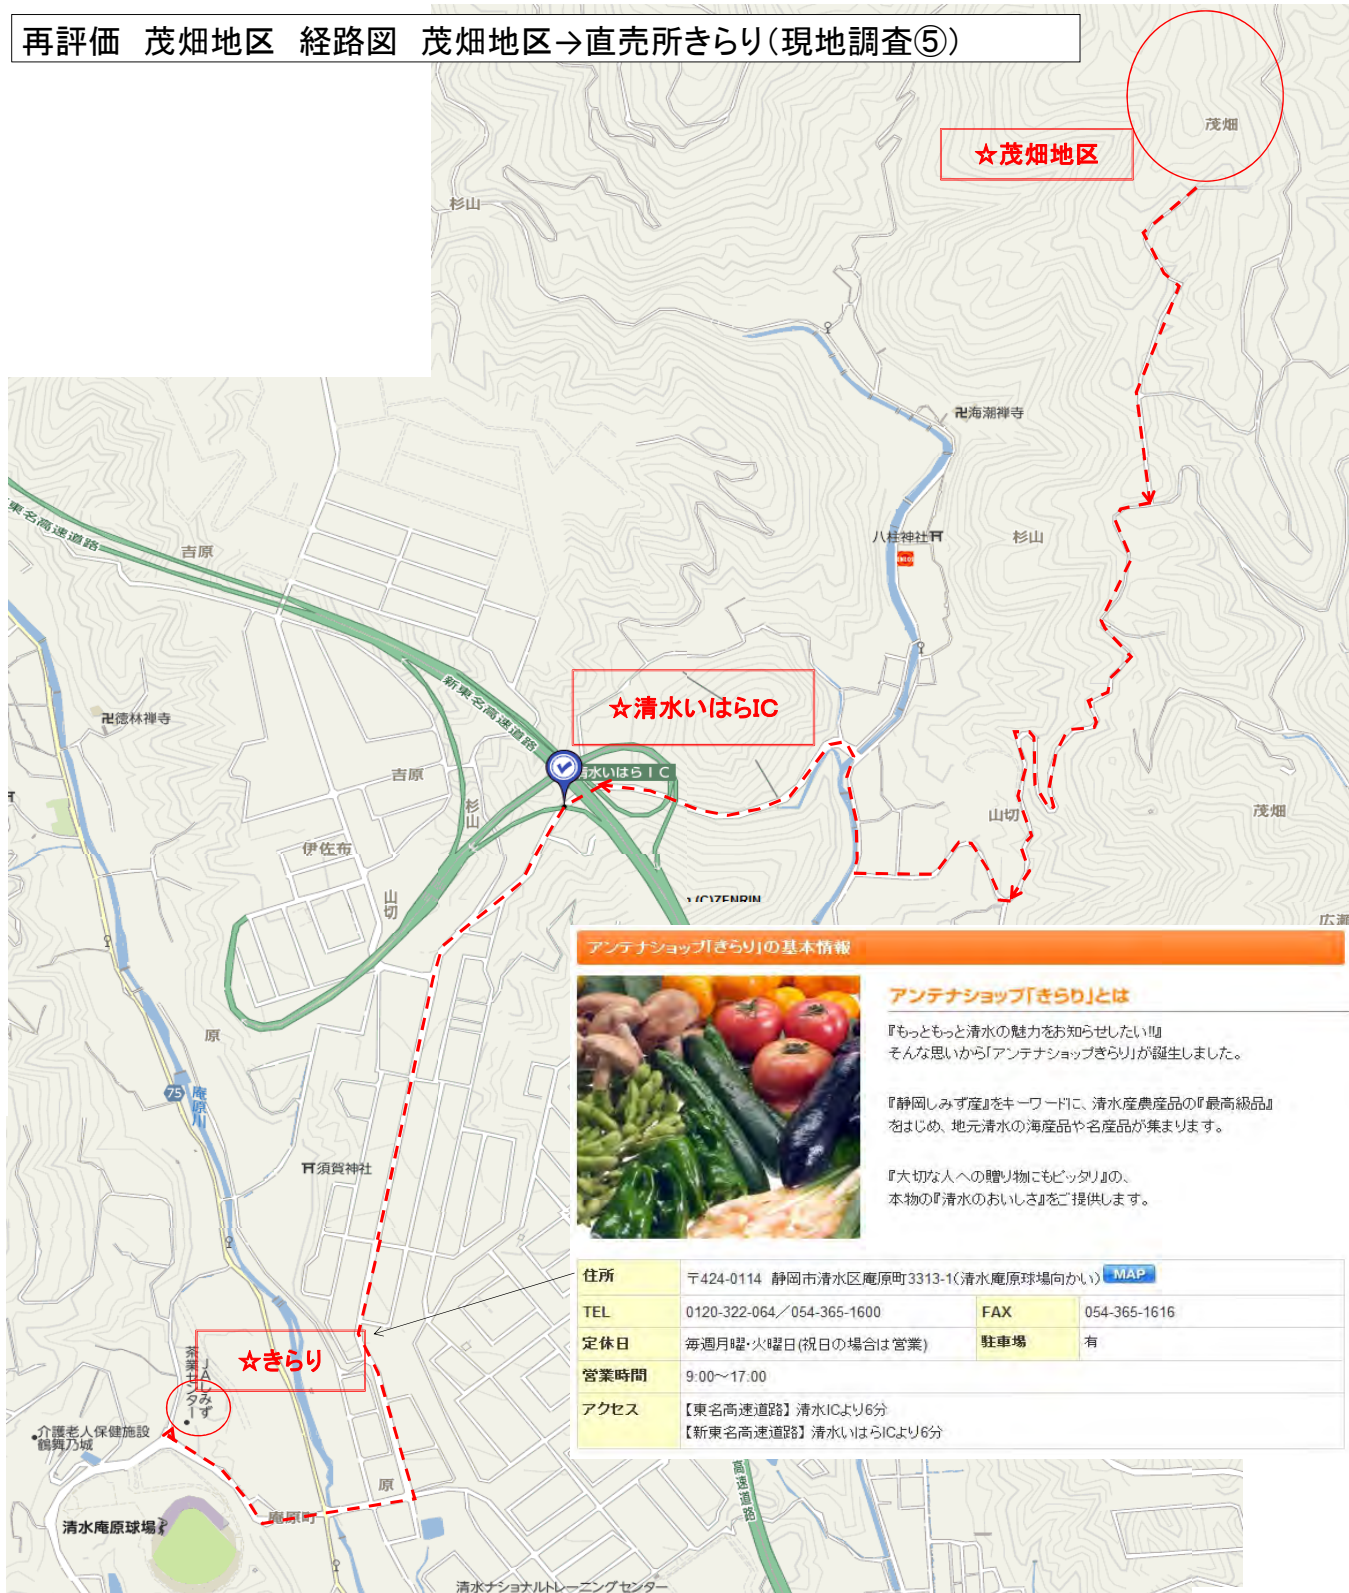 再評価　茂畑地区　経路図　茂畑地区→直売所きらり(現地調査⑤)
茂畑
☆茂畑地区
杉山
卍海潮禅寺
八柱神社
杉山
新東名高速道路
吉原
新東名高速道路
☆清水いはらIC
卍徳林禅寺
清水いはらＩＣ
吉原
杉山
伊佐布
山切
山切
茂畑
(C)ZENRIN
広瀬
原
75
庵原川
須賀神社
アンテナショップ「きらり」の基本情報
アンテナショップ「きらり」とは
『もっともっと清水の魅力をお知らせしたい!!』
そんな思いから「アンテナショップきらり」が誕生しました。
『静岡しみず産』をキーワードに、清水産農産品の『最高級品』
をはじめ、地元清水の海産品や名産品が集まります。
『大切な人への贈り物にもピッタリ』の、
本物の『清水のおいしさ』をご提供します。
住所　〒424-0114　静岡市清水区庵原町3313-1(清水庵原球場向かい) MAP
TEL　0120-322-064／054-365-1600　FAX　054-365-1616
定休日　毎週月曜・火曜日(祝日の場合は営業)　駐車場　有
営業時間　9:00～17:00
アクセス　【東名高速道路】清水ICより6分
【新東名高速道路】清水いはらICより6分
☆きらり
ＪＡしみず
茶業センター
介護老人保健施設
鶴舞乃城
原
庵原町
清水庵原球場
高速道路
清水ナショナルトレーニングセンター